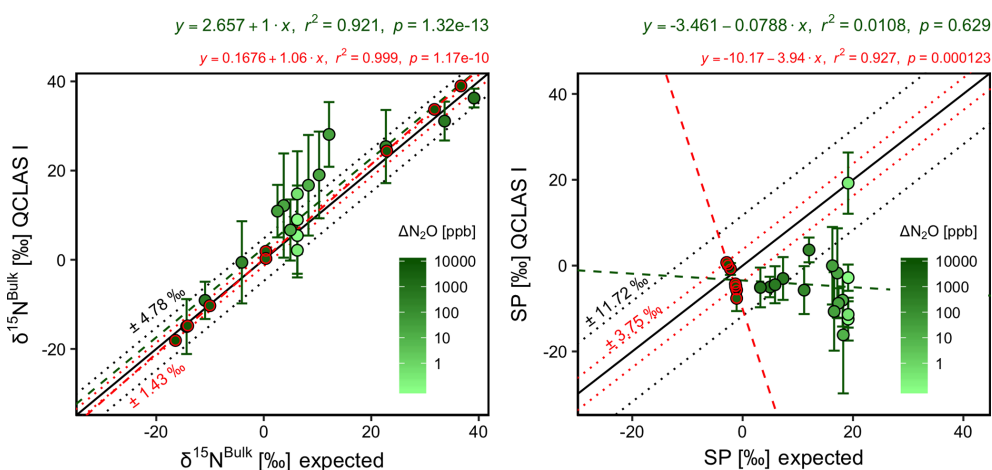 y = 2.657 + 1 · x, r² = 0.921, p = 1.32e-13
y = 0.1676 + 1.06 · x, r² = 0.999, p = 1.17e-10
40
20
0
-20
δ¹⁵Nᴮᵘˡᵏ [‰] QCLAS I
± 4.78 ‰
± 1.43 ‰
ΔN₂O [ppb]
10000
1000
100
10
1
-20 0 20 40
δ¹⁵Nᴮᵘˡᵏ [‰] expected
y = -3.461 − 0.0788 · x, r² = 0.0108, p = 0.629
y = -10.17 − 3.94 · x, r² = 0.927, p = 0.000123
40
20
0
-20
SP [‰] QCLAS I
± 11.72 ‰
± 3.75 ‰
ΔN₂O [ppb]
10000
1000
100
10
1
-20 0 20 40
SP [‰] expected